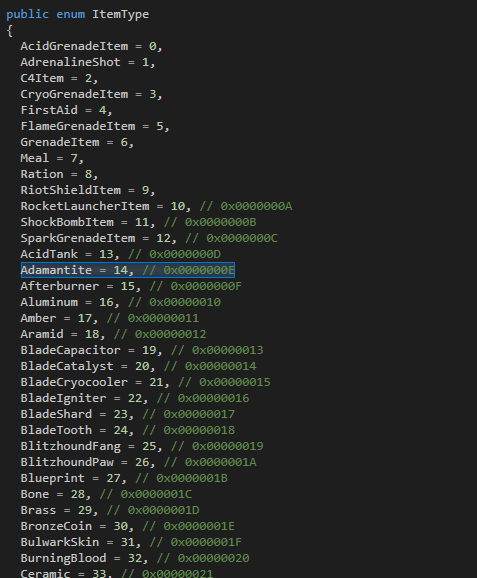 public enum ItemType
{
AcidGrenadeItem = 0,
AdrenalineShot = 1,
C4Item = 2,
CryoGrenadeItem = 3,
FirstAid = 4,
FlameGrenadeItem = 5,
GrenadeItem = 6,
Meal = 7,
Ration = 8,
RiotShieldItem = 9,
RocketLauncherItem = 10, // 0x0000000A
ShockBombItem = 11, // 0x0000000B
SparkGrenadeItem = 12, // 0x0000000C
AcidTank = 13, // 0x0000000D
Adamantite = 14, // 0x0000000E
Afterburner = 15, // 0x0000000F
Aluminum = 16, // 0x00000010
Amber = 17, // 0x00000011
Aramid = 18, // 0x00000012
BladeCapacitor = 19, // 0x00000013
BladeCatalyst = 20, // 0x00000014
BladeCryocooler = 21, // 0x00000015
BladeIgniter = 22, // 0x00000016
BladeShard = 23, // 0x00000017
BladeTooth = 24, // 0x00000018
BlitzhoundFang = 25, // 0x00000019
BlitzhoundPaw = 26, // 0x0000001A
Blueprint = 27, // 0x0000001B
Bone = 28, // 0x0000001C
Brass = 29, // 0x0000001D
BronzeCoin = 30, // 0x0000001E
BulwarkSkin = 31, // 0x0000001F
BurningBlood = 32, // 0x00000020
Ceramic = 33, // 0x00000021